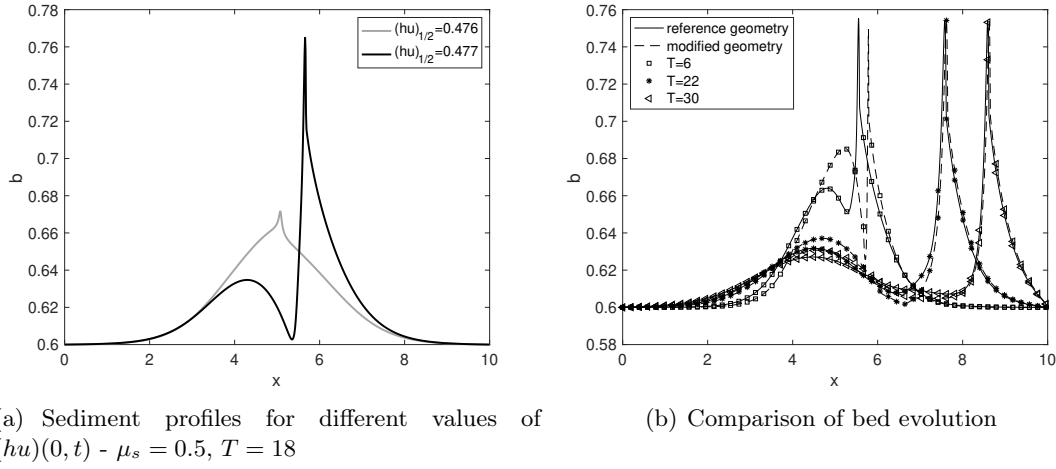 0.78
0.76
0.74
0.72
0.7
0.68
0.66
0.64
0.62
0.6
b
0 2 4 6 8 10
x
(hu)1/2=0.476
(hu)1/2=0.477
0.76
0.74
0.72
0.7
0.68
0.66
0.64
0.62
0.6
0.58
b
0 2 4 6 8 10
x
reference geometry
modified geometry
T=6
T=22
T=30
a) Sediment profiles for different values of
hu)(0, t) - μs = 0.5, T = 18
(b) Comparison of bed evolution